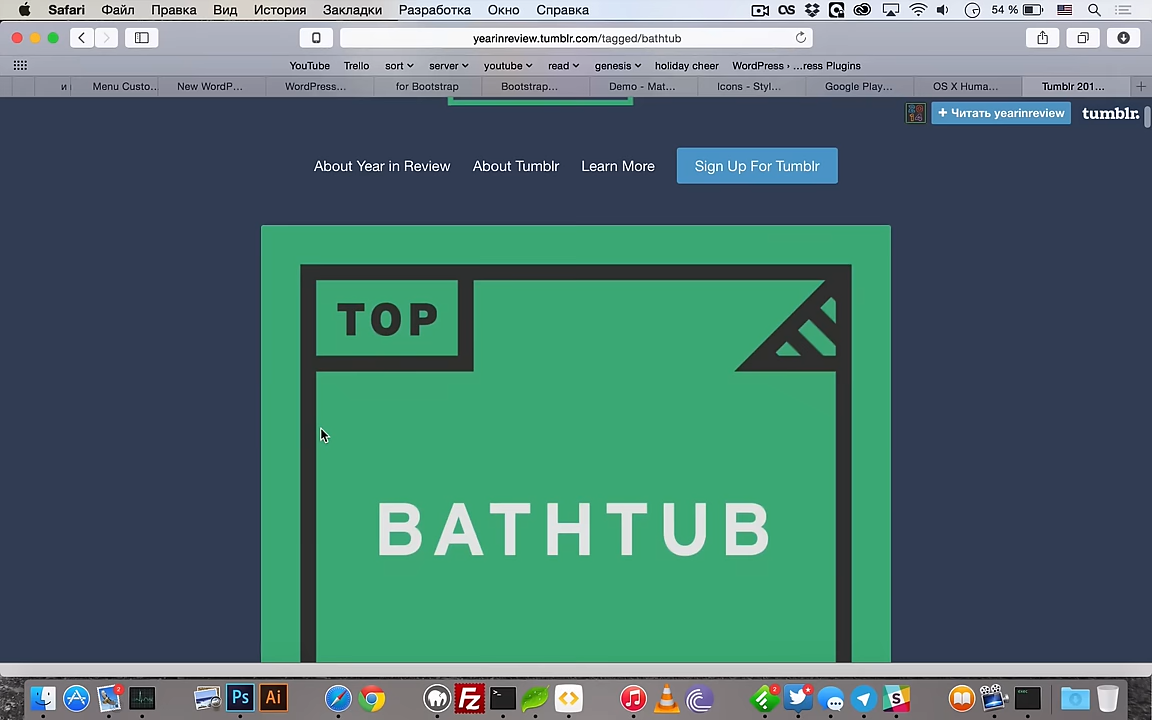 Safari Файл Правка Вид История Закладки Разработка Окно Справка 54 %
yearinreview.tumblr.com/tagged/bathtub
YouTube Trello sort server youtube read genesis holiday cheer WordPress › ...ress Plugins
и Menu Custo... New WordP... WordPress... for Bootstrap Bootstrap... Demo - Mat... Icons - Styl... Google Play... OS X Huma... Tumblr 201...
+ Читать yearinreview tumblr.
About Year in Review About Tumblr Learn More Sign Up For Tumblr
TOP
BATHTUB
Ps Ai Fz